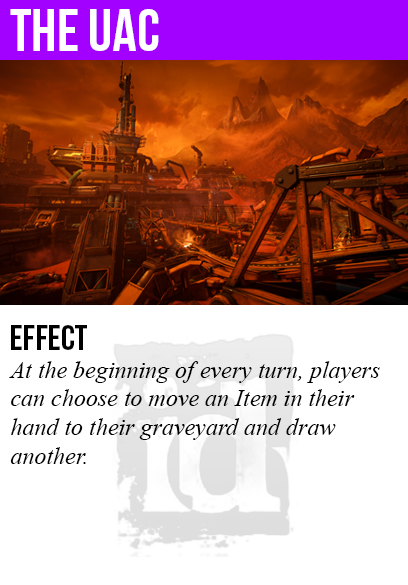 THE UAC
EFFECT
At the beginning of every turn, players
can choose to move an Item in their
hand to their graveyard and draw
another.
id